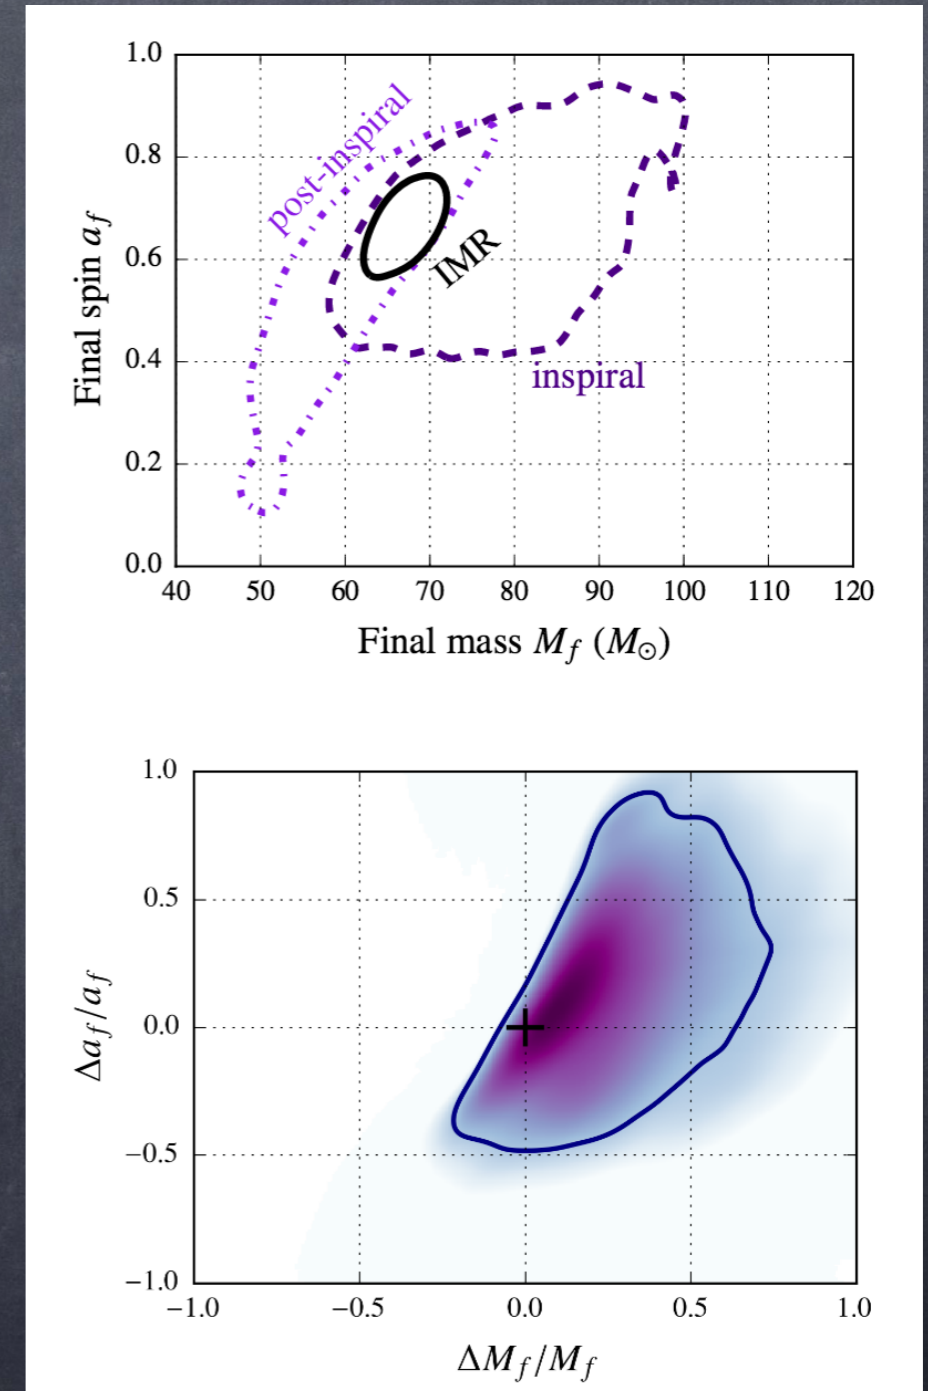 1.0
0.8
0.6
0.4
0.2
0.0
Final spin a_f
post-inspiral
IMR
inspiral
40 50 60 70 80 90 100 110 120
Final mass M_f (M_⊙)
1.0
0.5
0.0
−0.5
−1.0
Δa_f/a_f
−1.0 −0.5 0.0 0.5 1.0
ΔM_f/M_f